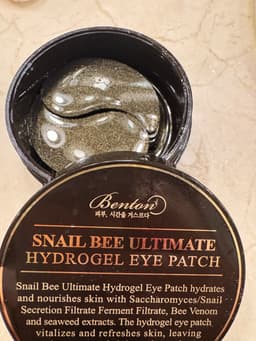 Benton
피부, 시간을 거스르다
SNAIL BEE ULTIMATE
HYDROGEL EYE PATCH
Snail Bee Ultimate Hydrogel Eye Patch hydrates
and nourishes skin with Saccharomyces/Snail
Secretion Filtrate Ferment Filtrate, Bee Venom
and seaweed extracts. The hydrogel eye patch
vitalizes and refreshes skin, leaving